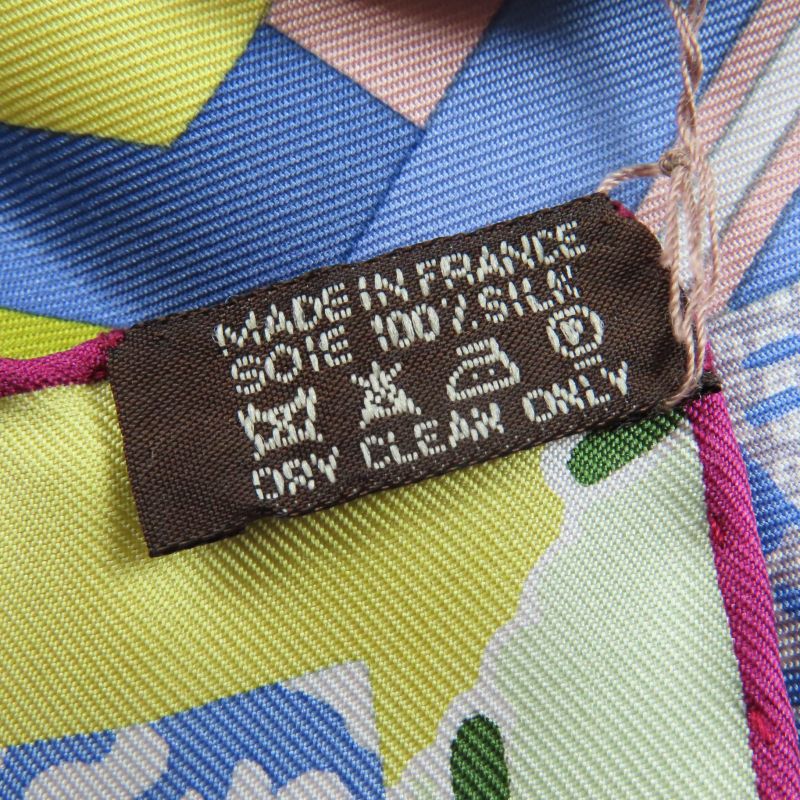 MADE IN FRANCE
SOIE 100% SILK
P
DRY CLEAN ONLY